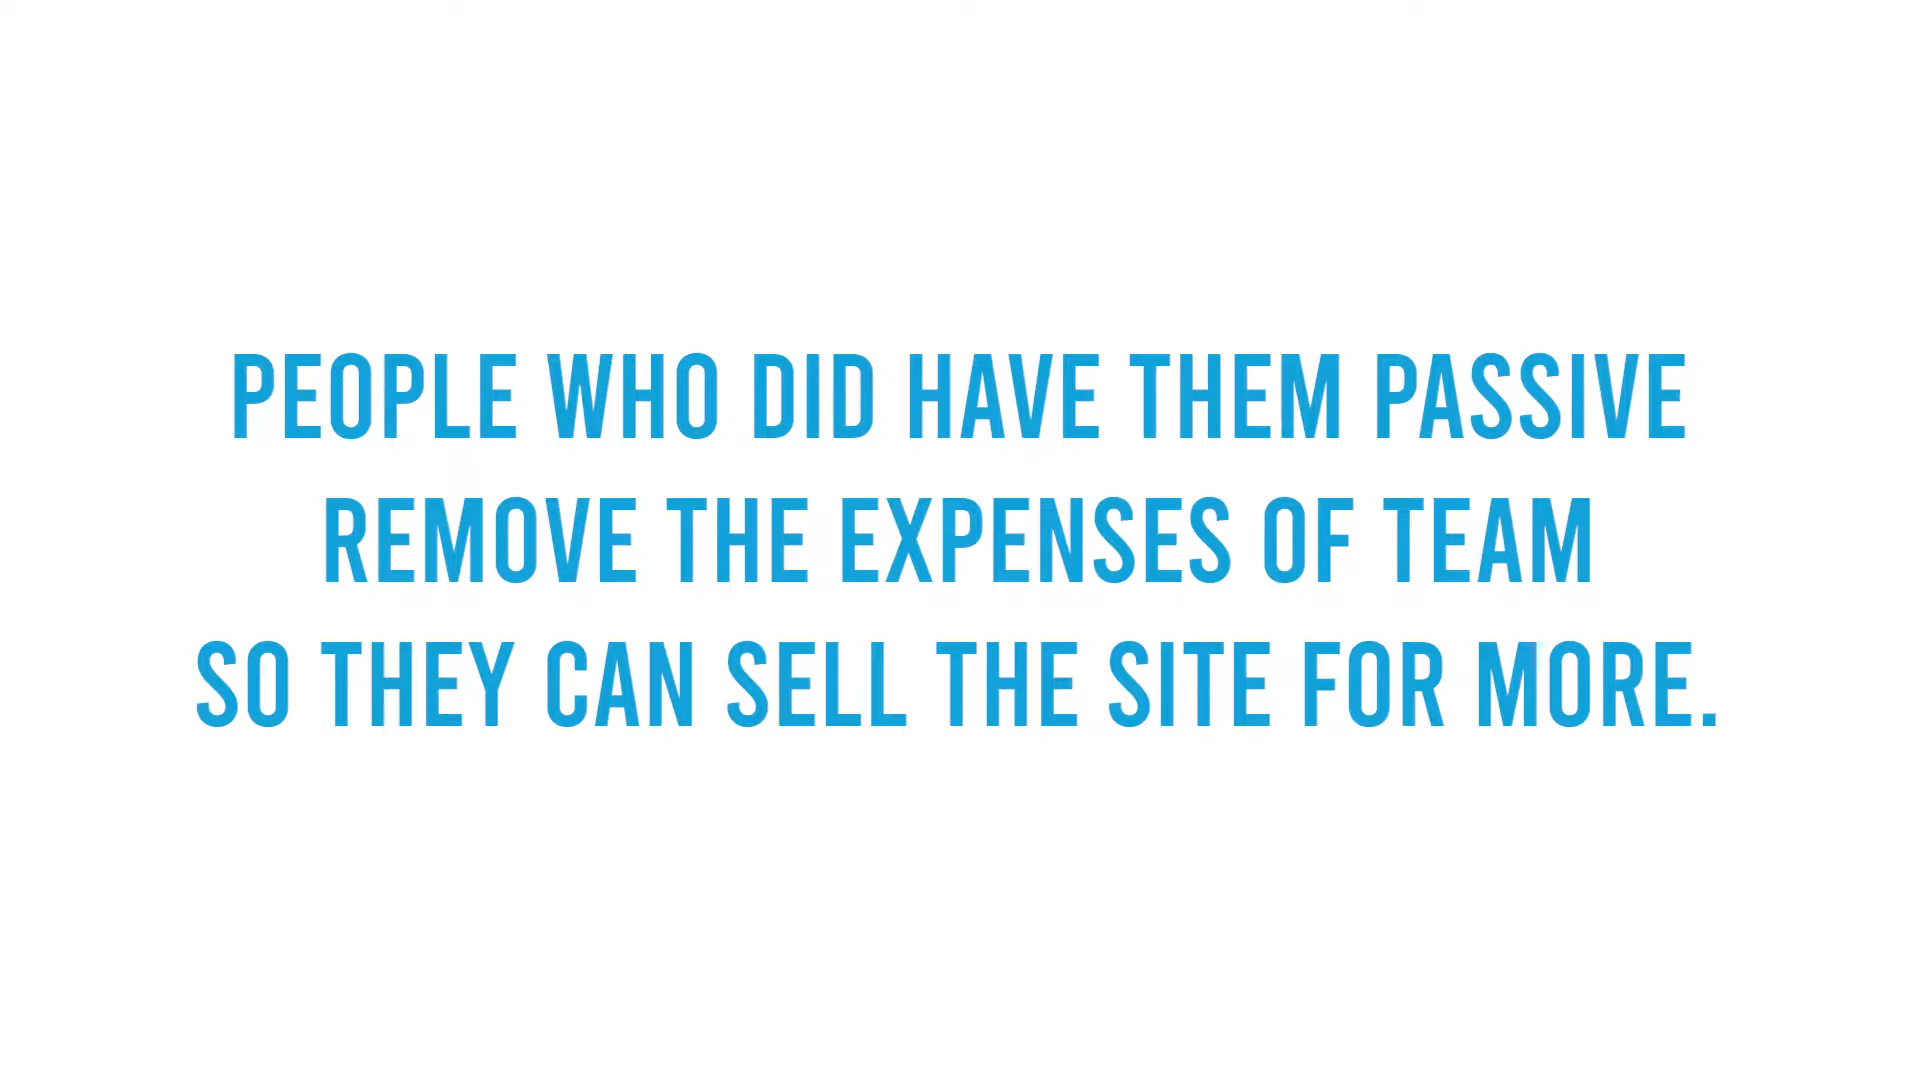 PEOPLE WHO DID HAVE THEM PASSIVE
REMOVE THE EXPENSES OF TEAM
SO THEY CAN SELL THE SITE FOR MORE.